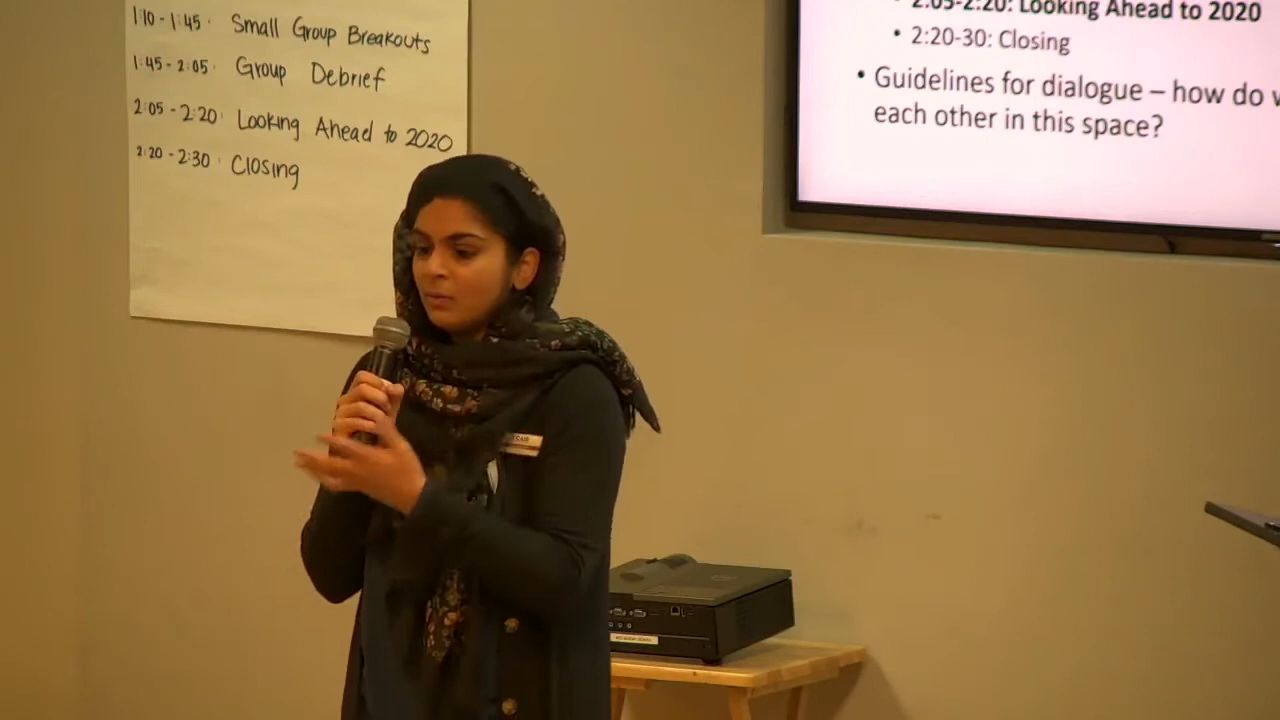 1:10 - 1:45 · Small Group Breakouts
1:45 - 2:05 · Group Debrief
2:05 - 2:20 · Looking Ahead to 2020
2:20 - 2:30 · Closing
• 2:05-2:20: Looking Ahead to 2020
• 2:20-30: Closing
• Guidelines for dialogue – how do
each other in this space?